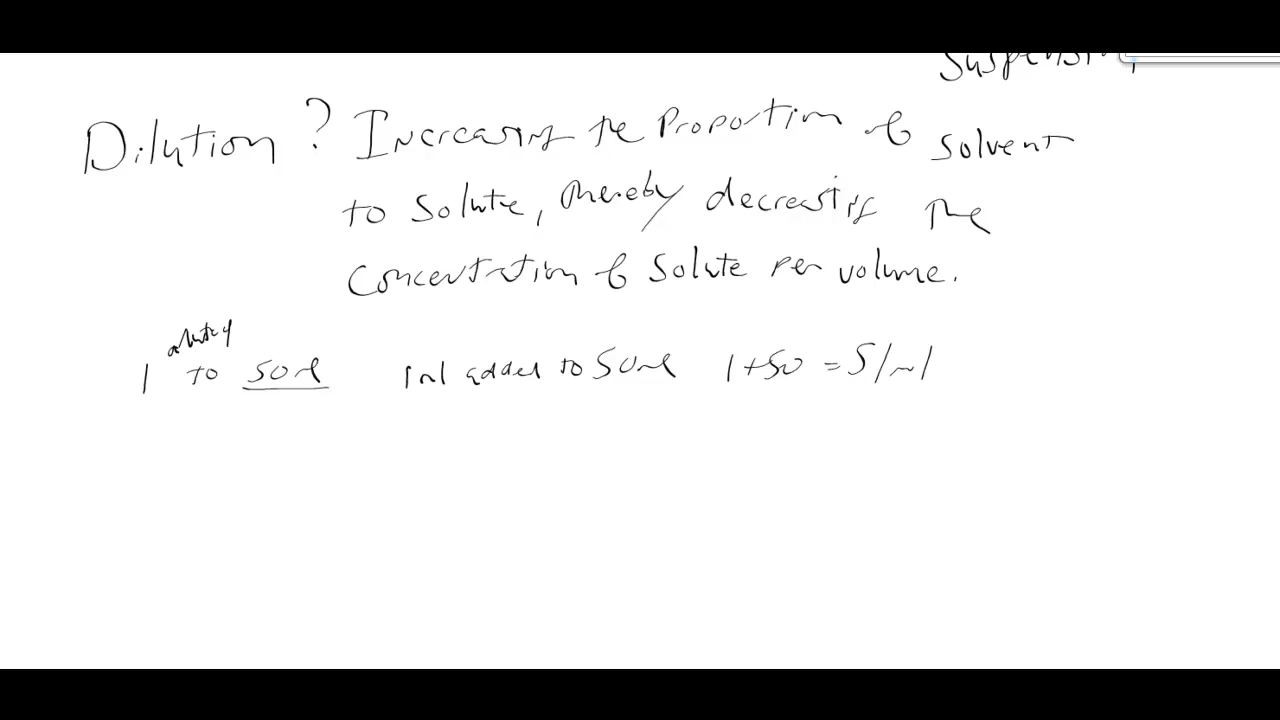 Suspension
Dilution? Increasing the Proportion of solvent
to Solute, thereby decreasing the
Concentration of Solute per volume.
diluted
1 to 50ml 1ml added to 50ml 1+50 = 51ml